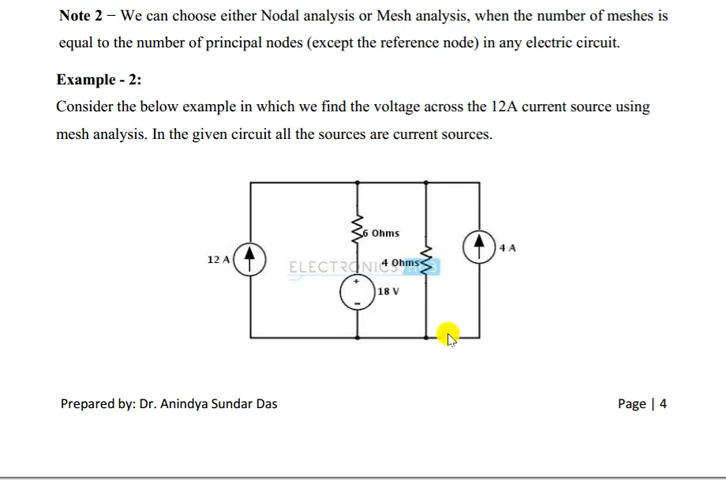 Note 2 – We can choose either Nodal analysis or Mesh analysis, when the number of meshes is
equal to the number of principal nodes (except the reference node) in any electric circuit.
Example - 2:
Consider the below example in which we find the voltage across the 12A current source using
mesh analysis. In the given circuit all the sources are current sources.
6 Ohms
4 A
12 A
ELECTRONICS
4 Ohms
18 V
Prepared by: Dr. Anindya Sundar Das
Page | 4